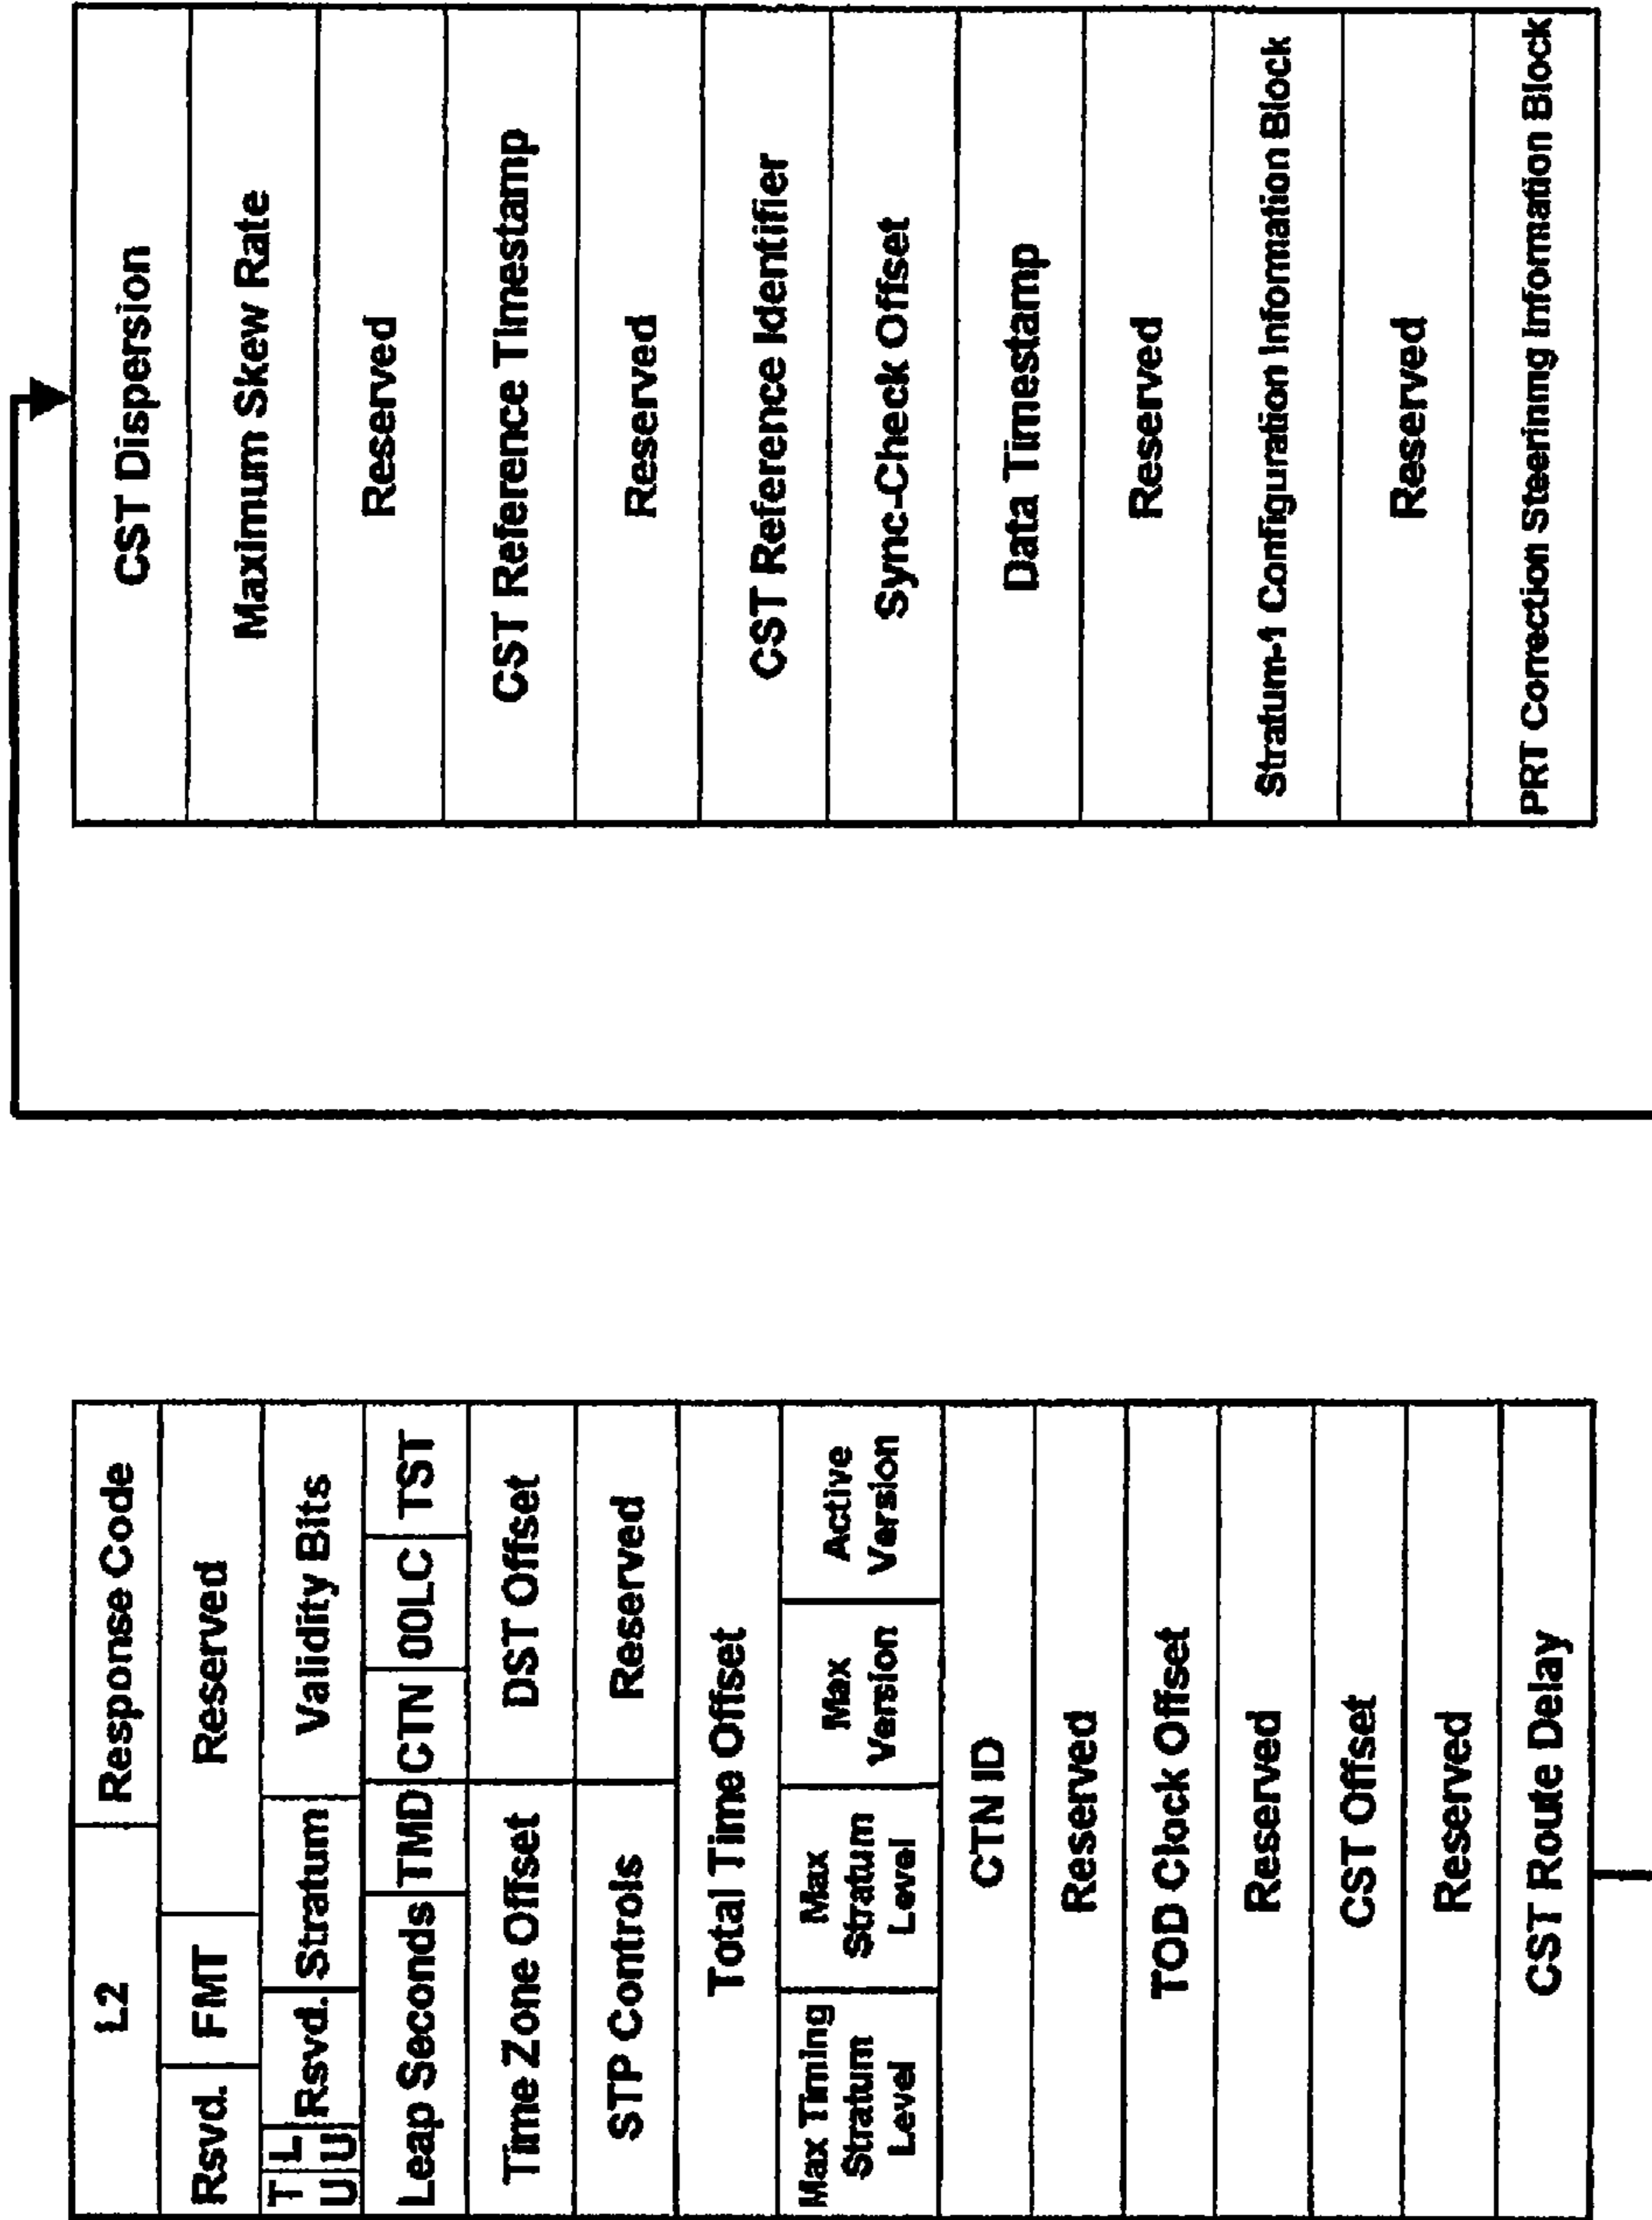 L2
Response Code
Rsvd.
FMT
Reserved
T
U
L
U
Rsvd.
Stratum
Validity Bits
Leap Seconds
TMD
CTN
00LC
TST
Time Zone Offset
DST Offset
STP Controls
Reserved
Total Time Offset
Max Timing
Stratum
Level
Max
Stratum
Level
Max
Version
Active
Version
CTN ID
Reserved
TOD Clock Offset
Reserved
CST Offset
Reserved
CST Route Delay
CST Dispersion
Maximum Skew Rate
Reserved
CST Reference Timestamp
Reserved
CST Reference Identifier
Sync-Check Offset
Data Timestamp
Reserved
Stratum-1 Configuration Information Block
Reserved
PRT Correction Steering Information Block